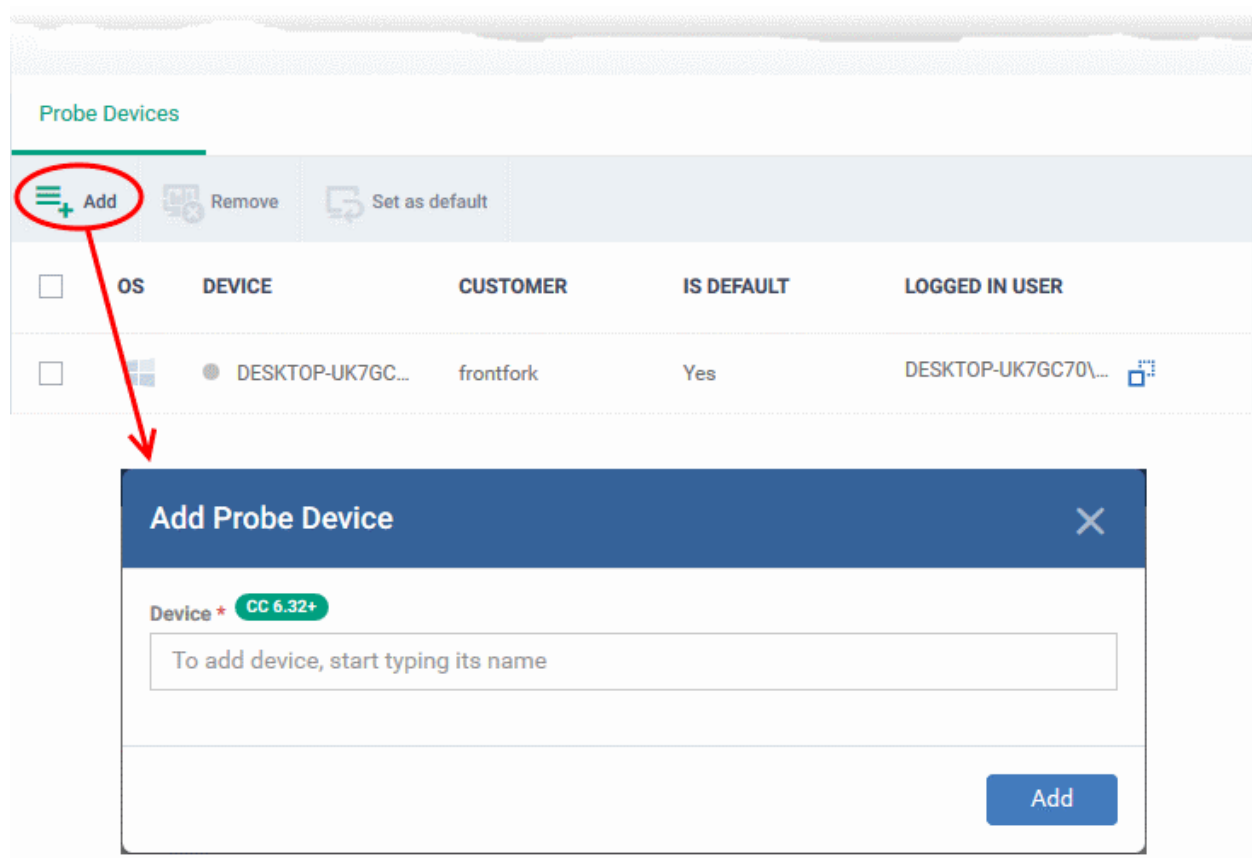 Probe Devices
Add Remove Set as default
OS DEVICE CUSTOMER IS DEFAULT LOGGED IN USER
DESKTOP-UK7GC... frontfork Yes DESKTOP-UK7GC70\...
Add Probe Device
Device * CC 6.32+
To add device, start typing its name
Add